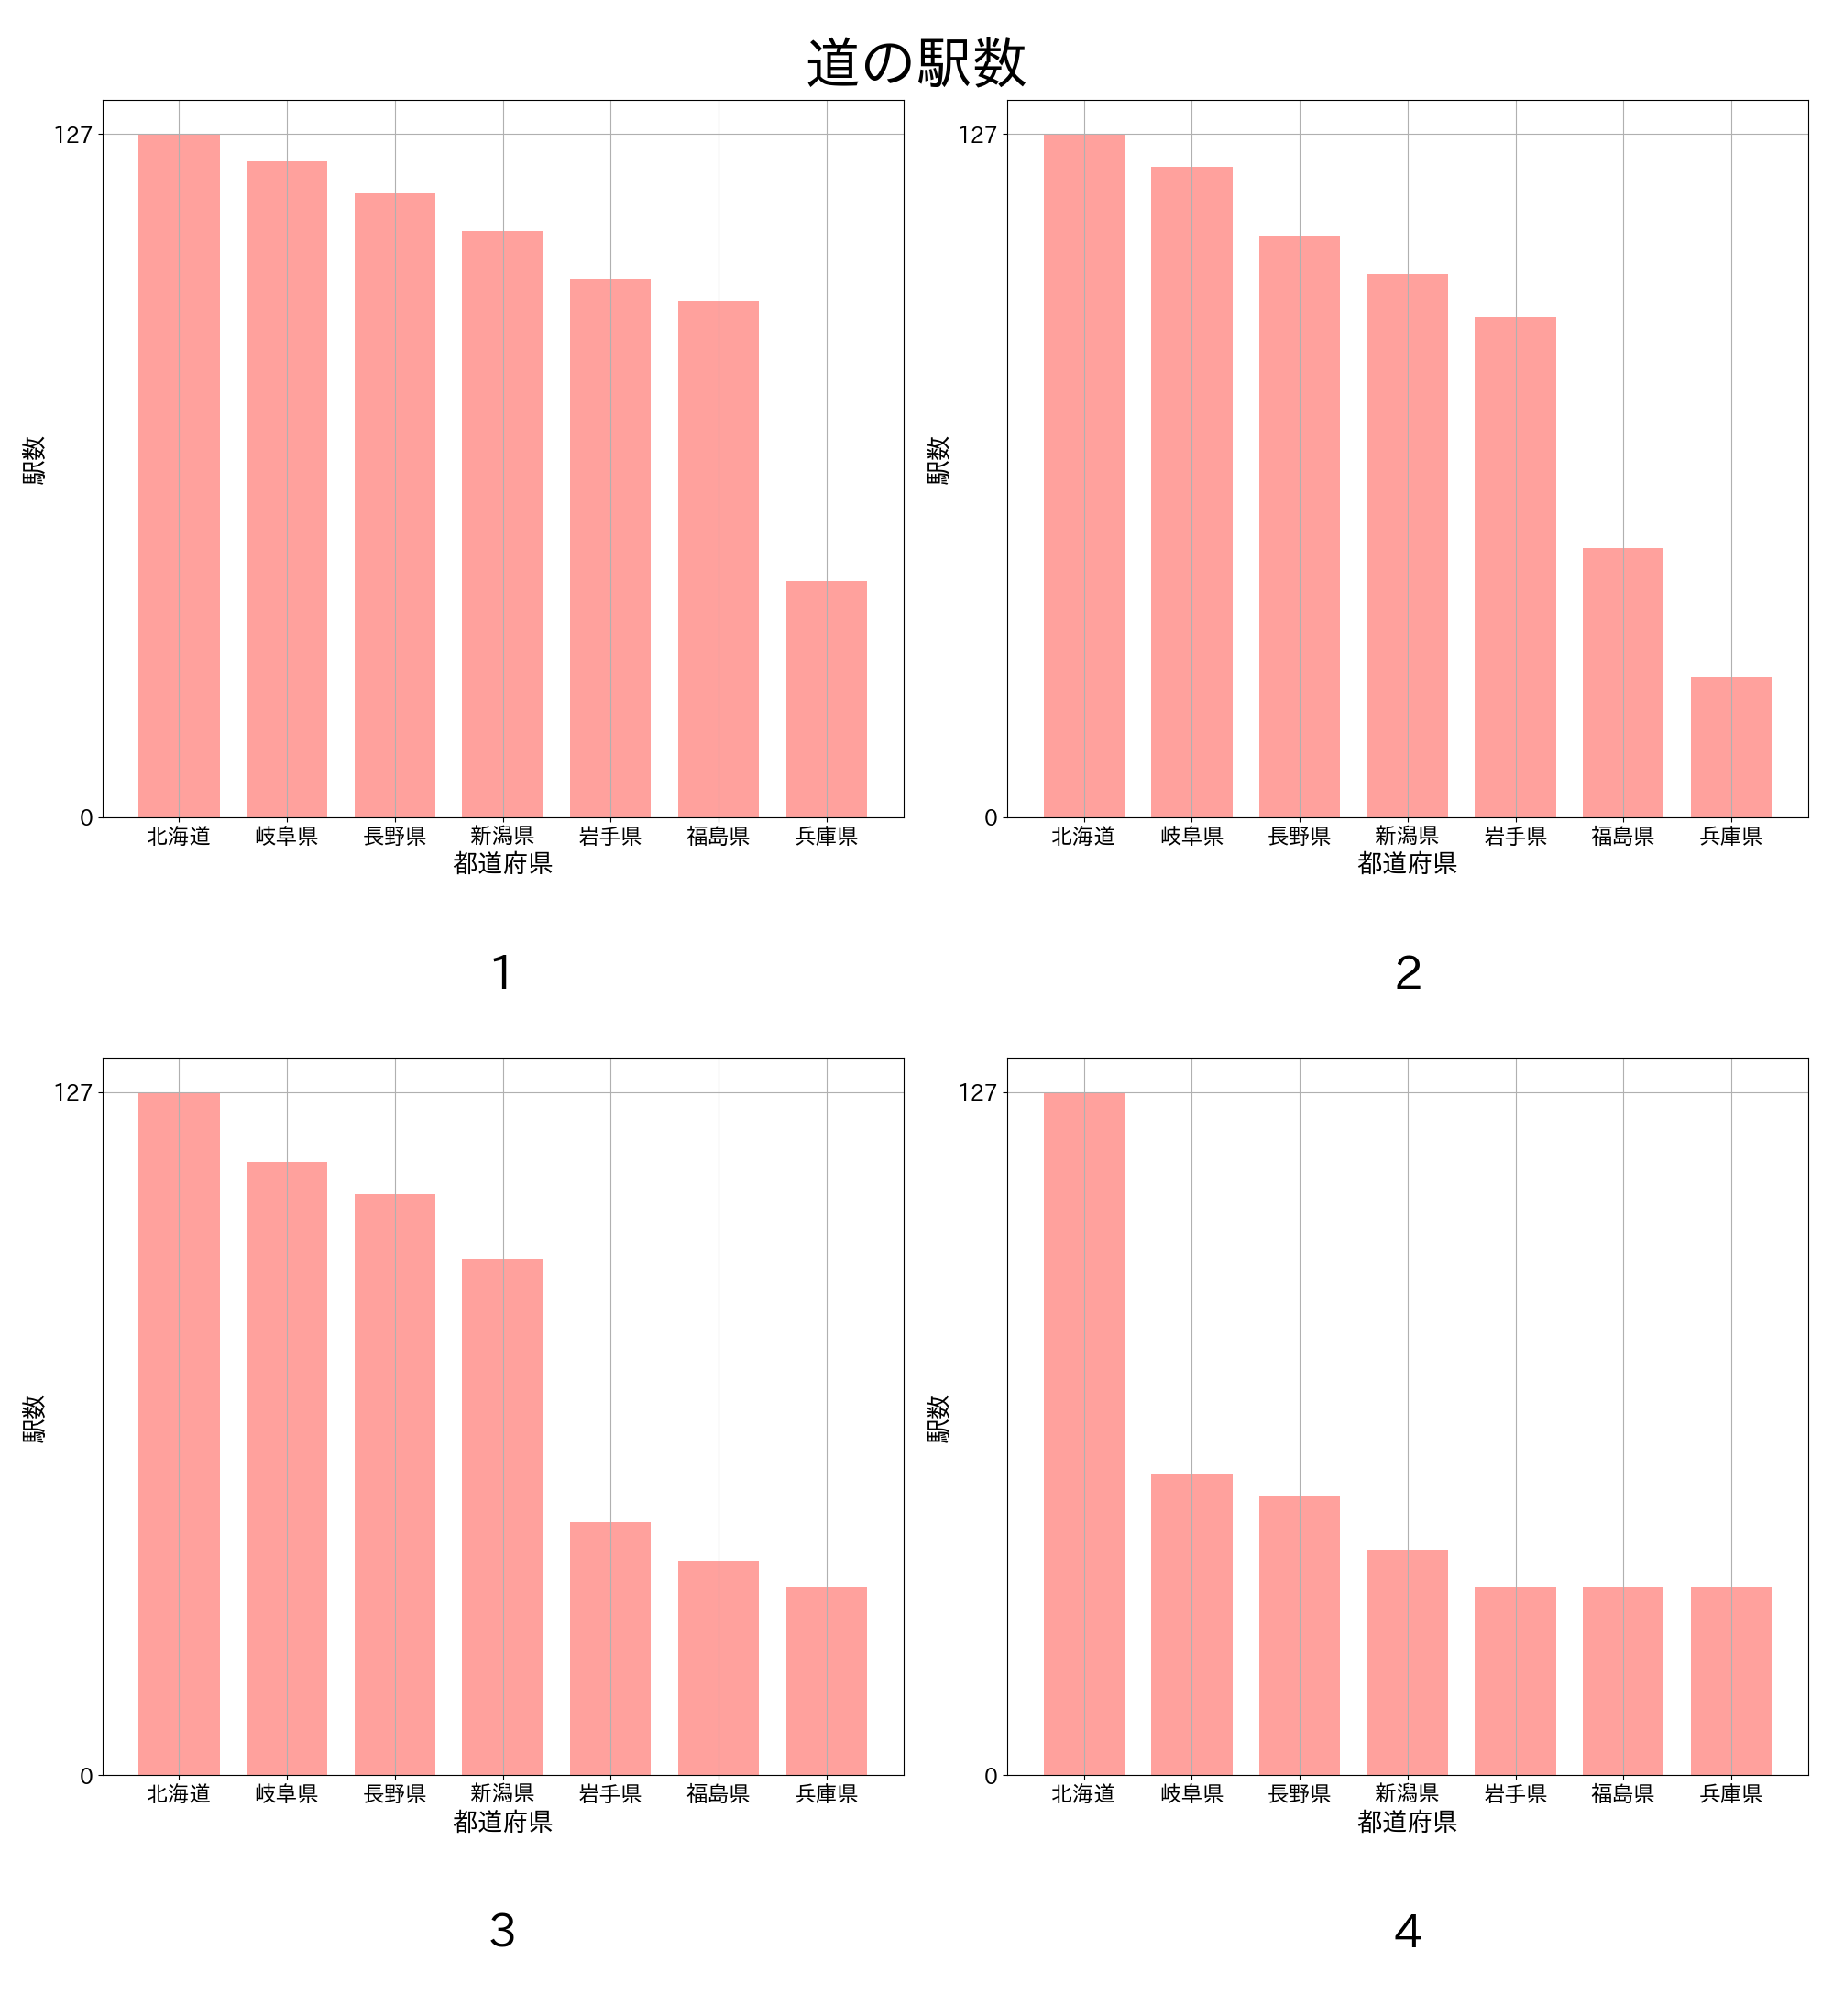 道の駅数
127
駅数
0
北海道 岐阜県 長野県 新潟県 岩手県 福島県 兵庫県
都道府県
1
127
駅数
0
北海道 岐阜県 長野県 新潟県 岩手県 福島県 兵庫県
都道府県
2
127
駅数
0
北海道 岐阜県 長野県 新潟県 岩手県 福島県 兵庫県
都道府県
3
127
駅数
0
北海道 岐阜県 長野県 新潟県 岩手県 福島県 兵庫県
都道府県
4